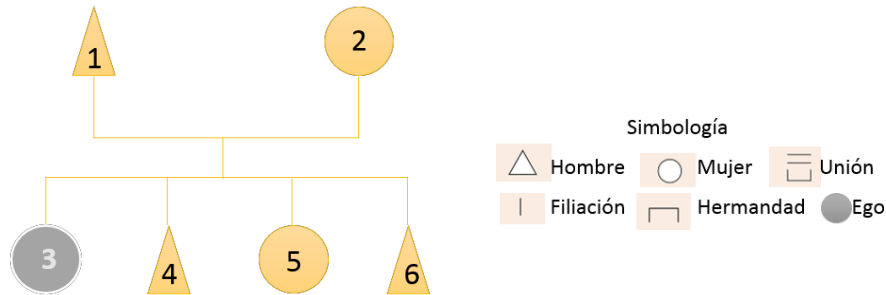 1
2
Simbología
Hombre Mujer Unión
Filiación Hermandad Ego
3 4 5 6